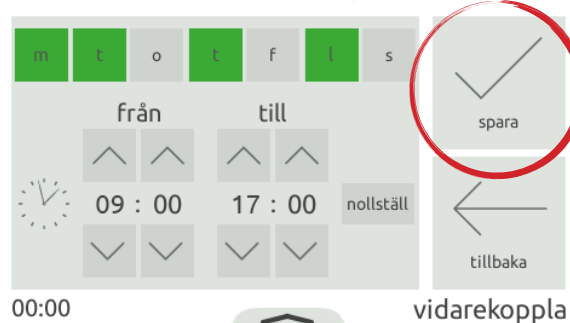 m t o t f l s
från till
09 : 00 17 : 00
nollställ
spara
tillbaka
00:00
vidarekoppla